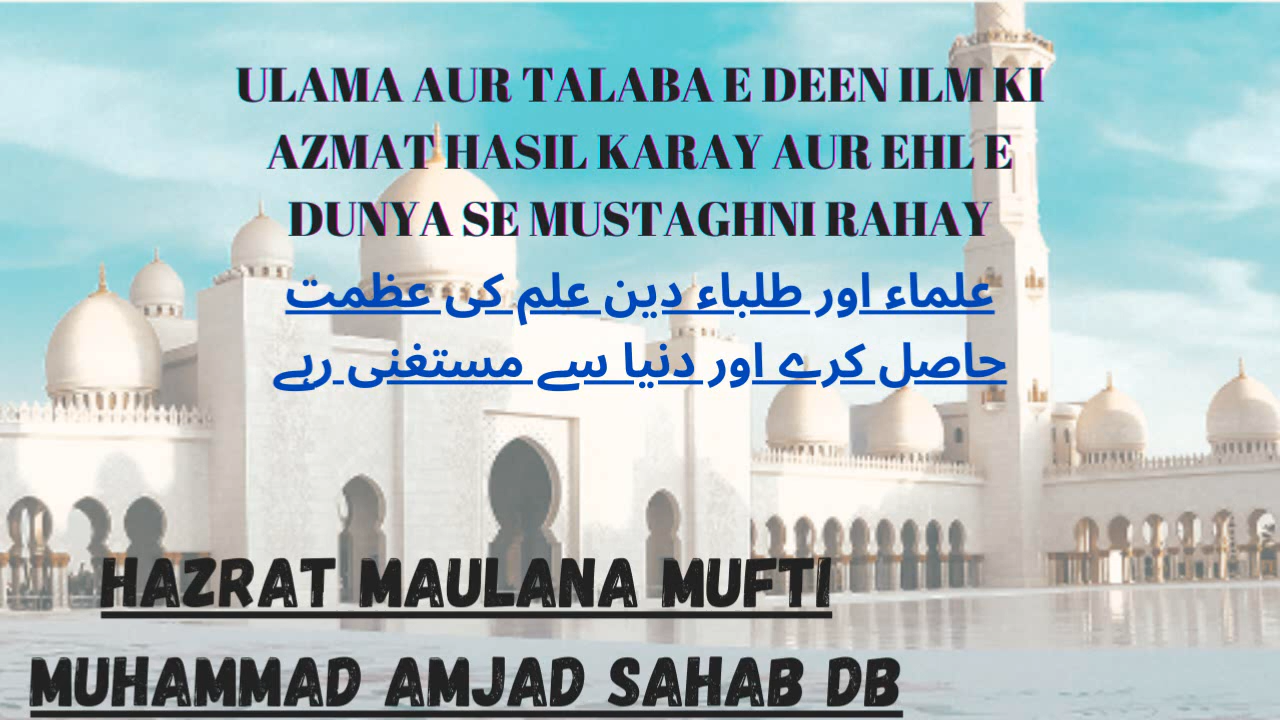 ULAMA AUR TALABA E DEEN ILM KI
AZMAT HASIL KARAY AUR EHL E
DUNYA SE MUSTAGHNI RAHAY
علماء اور طلباء دین علم کی عظمت
حاصل کرے اور دنیا سے مستغنی رہے
HAZRAT MAULANA MUFTI
MUHAMMAD AMJAD SAHAB DB